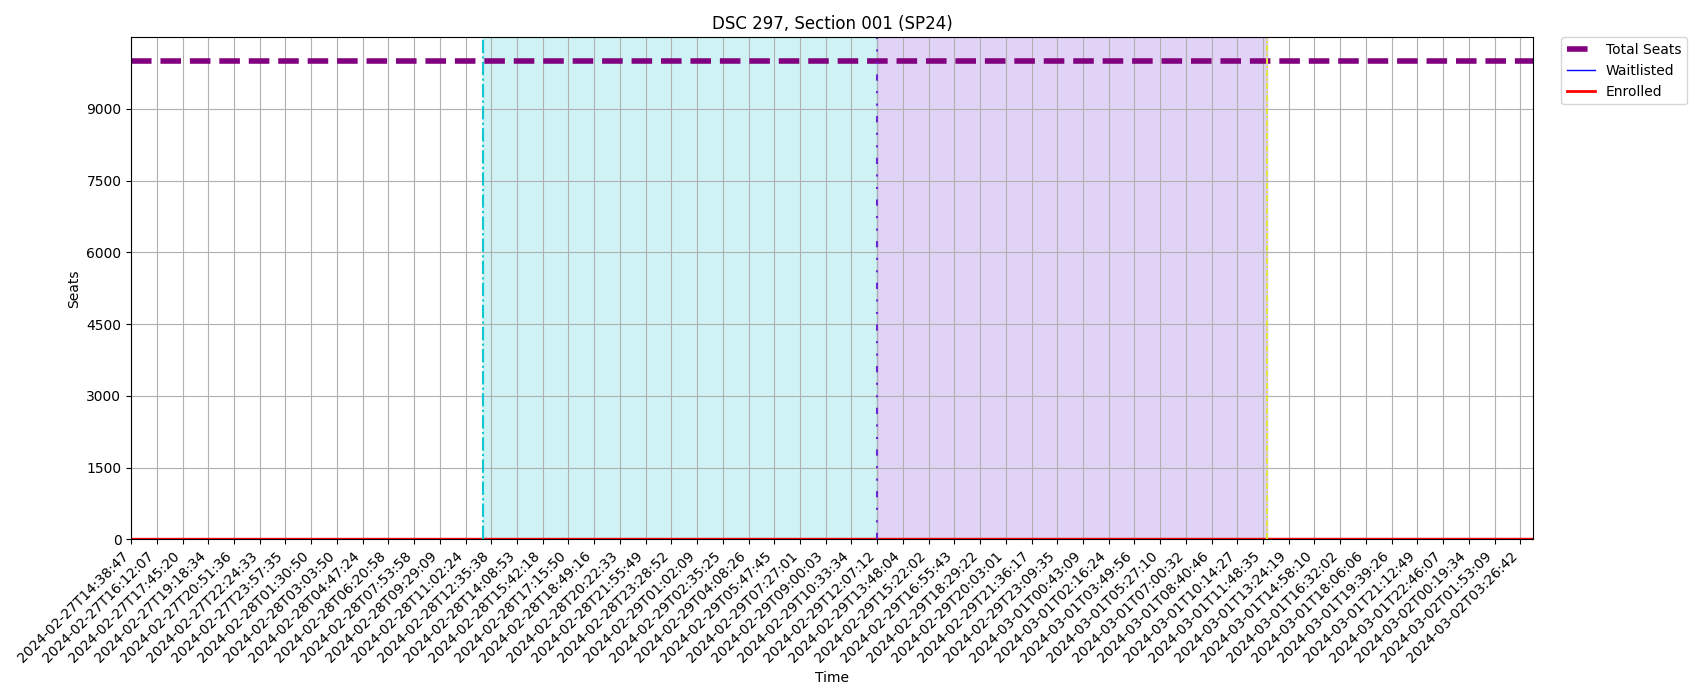 DSC 297, Section 001 (SP24)
Total Seats
Waitlisted
Enrolled
9000
7500
6000
4500
3000
1500
0
Seats
2024-02-27T14:38:47
2024-02-27T16:12:07
2024-02-27T17:45:20
2024-02-27T19:18:34
2024-02-27T20:51:36
2024-02-27T22:24:33
2024-02-27T23:57:35
2024-02-28T01:30:50
2024-02-28T03:03:50
2024-02-28T04:47:24
2024-02-28T06:20:58
2024-02-28T07:53:58
2024-02-28T09:29:09
2024-02-28T11:02:24
2024-02-28T12:35:38
2024-02-28T14:08:53
2024-02-28T15:42:18
2024-02-28T17:15:50
2024-02-28T18:49:16
2024-02-28T20:22:33
2024-02-28T21:55:49
2024-02-28T23:28:52
2024-02-29T01:02:09
2024-02-29T02:35:25
2024-02-29T04:08:26
2024-02-29T05:47:45
2024-02-29T07:27:01
2024-02-29T09:00:03
2024-02-29T10:33:34
2024-02-29T12:07:12
2024-02-29T13:48:04
2024-02-29T15:22:02
2024-02-29T16:55:43
2024-02-29T18:29:22
2024-02-29T20:03:01
2024-02-29T21:36:17
2024-02-29T23:09:35
2024-03-01T00:43:09
2024-03-01T02:16:24
2024-03-01T03:49:56
2024-03-01T05:27:10
2024-03-01T07:00:32
2024-03-01T08:40:46
2024-03-01T10:14:27
2024-03-01T11:48:35
2024-03-01T13:24:19
2024-03-01T14:58:10
2024-03-01T16:32:02
2024-03-01T18:06:06
2024-03-01T19:39:26
2024-03-01T21:12:49
2024-03-01T22:46:07
2024-03-02T00:19:34
2024-03-02T01:53:09
2024-03-02T03:26:42
Time